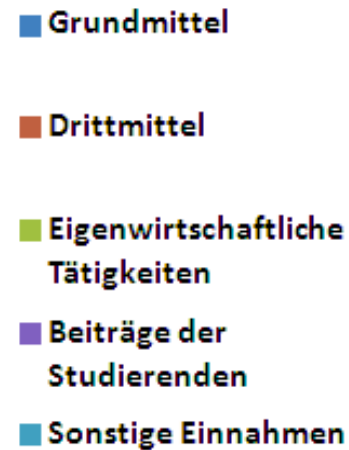 Grundmittel
Drittmittel
Eigenwirtschaftliche
Tätigkeiten
Beiträge der
Studierenden
Sonstige Einnahmen